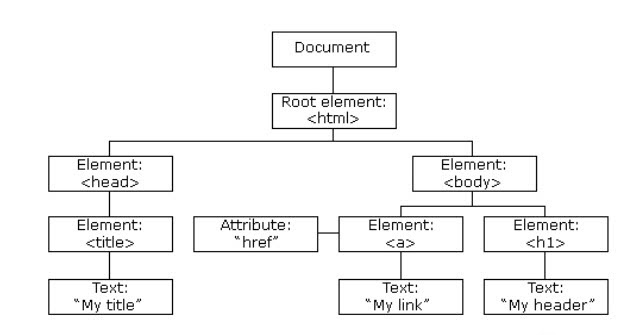 Document
Root element:
<html>
Element:
<head>
Element:
<body>
Element:
<title>
Attribute:
“href”
Element:
<a>
Element:
<h1>
Text:
“My title”
Text:
“My link”
Text:
“My header”